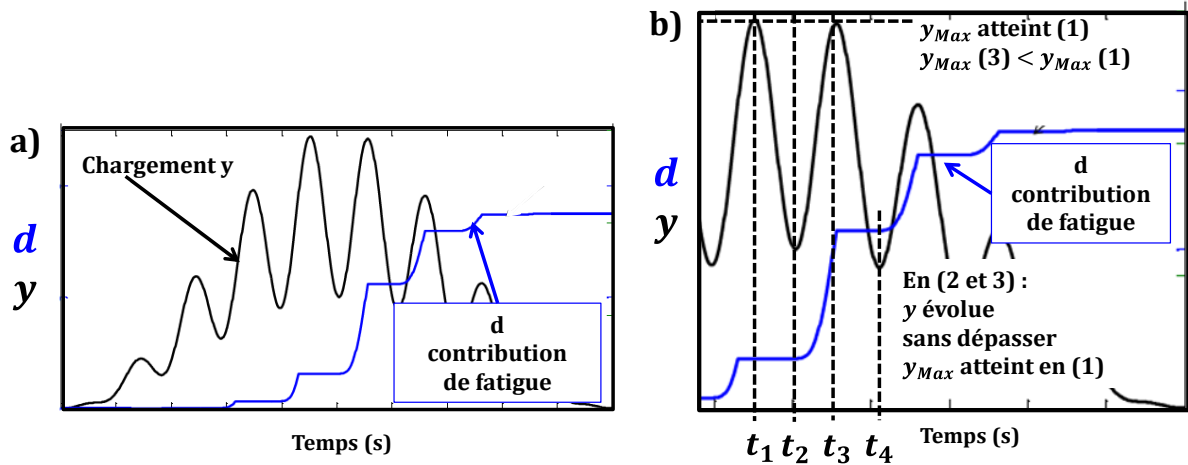 a)
Chargement y
d
y
d
contribution
de fatigue
Temps (s)
b)
y_Max atteint (1)
y_Max (3) < y_Max (1)
d
y
d
contribution
de fatigue
En (2 et 3) :
y évolue
sans dépasser
y_Max atteint en (1)
t_1 t_2 t_3 t_4
Temps (s)